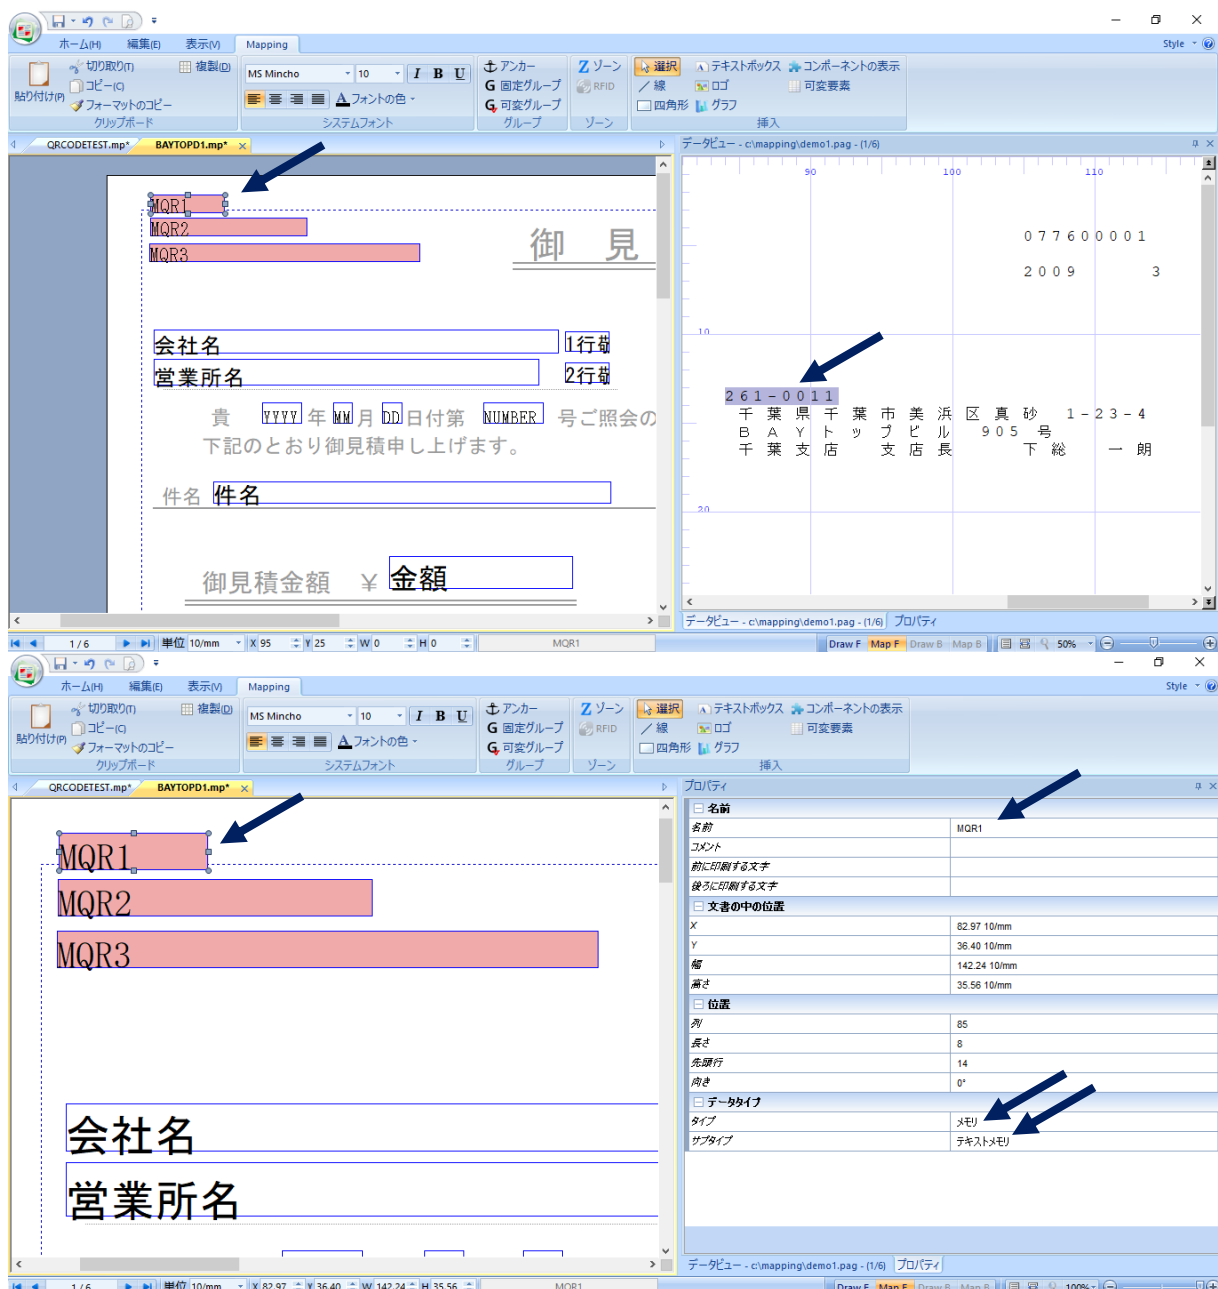 ホーム(H) 編集(E) 表示(V) Mapping Style
切り取り(T) 複製(D) MS Mincho 10 I B U アンカー Z ゾーン 選択 テキストボックス コンポーネントの表示
貼り付け(P) コピー(C) G 固定グループ RFID 線 ロゴ 可変要素
フォーマットのコピー A フォントの色 G 可変グループ 四角形 グラフ
クリップボード システムフォント グループ ゾーン 挿入
QRCODETEST.mp* BAYTOPD1.mp* データビュー - c:\mapping\demo1.pag - (1/6)
MQR1
MQR2
MQR3
御 見
会社名 1行敬
営業所名 2行敬
貴 YYYY 年 MM 月 DD 日付第 NUMBER 号ご照会の
下記のとおり御見積申し上げます。
件名 件名
御見積金額 ¥ 金額
90 100 110
077600001
2009 3
10
261-0011
千葉県千葉市美浜区真砂 1-23-4
BAYトップビル 905号
千葉支店 支店長 下総 一朗
20
データビュー - c:\mapping\demo1.pag - (1/6) プロパティ
1 / 6 単位 10/mm X 95 Y 25 W 0 H 0 MQR1 Draw F Map F Draw B Map B 50%
ホーム(H) 編集(E) 表示(V) Mapping Style
切り取り(T) 複製(D) MS Mincho 10 I B U アンカー Z ゾーン 選択 テキストボックス コンポーネントの表示
貼り付け(P) コピー(C) G 固定グループ RFID 線 ロゴ 可変要素
フォーマットのコピー A フォントの色 G 可変グループ 四角形 グラフ
クリップボード システムフォント グループ ゾーン 挿入
QRCODETEST.mp* BAYTOPD1.mp* プロパティ
MQR1
MQR2
MQR3
会社名
営業所名
名前
名前 MQR1
コメント
前に印刷する文字
後ろに印刷する文字
文書の中の位置
X 82.97 10/mm
Y 36.40 10/mm
幅 142.24 10/mm
高さ 35.56 10/mm
位置
列 85
長さ 8
先頭行 14
向き 0°
データタイプ
タイプ メモリ
サブタイプ テキストメモリ
データビュー - c:\mapping\demo1.pag - (1/6) プロパティ
1 / 6 単位 10/mm X 82.97 Y 36.40 W 142.24 H 35.56 MQR1 Draw F Map F Draw B Map B 100%